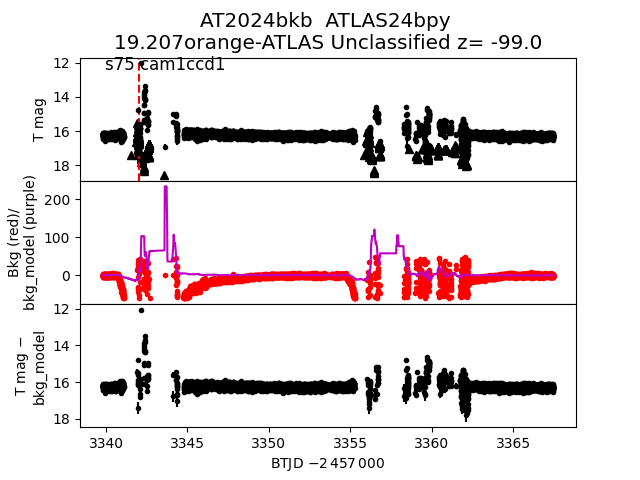 AT2024bkb  ATLAS24bpy
19.207orange-ATLAS Unclassified z= -99.0
s75 cam1ccd1
12
14
16
18
T mag
200
100
0
Bkg (red)/
bkg_model (purple)
12
14
16
18
T mag −
bkg_model
3340 3345 3350 3355 3360 3365
BTJD −2 457 000